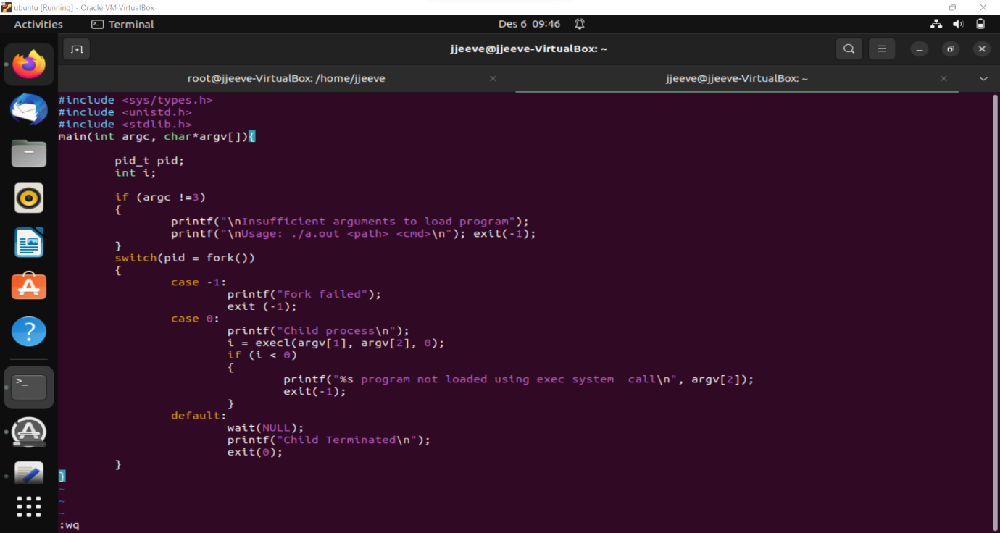 ubuntu [Running] - Oracle VM VirtualBox
Activities Terminal Des 6 09:46
jjeeve@jjeeve-VirtualBox: ~
root@jjeeve-VirtualBox: /home/jjeeve jjeeve@jjeeve-VirtualBox: ~
#include <sys/types.h>
#include <unistd.h>
#include <stdlib.h>
main(int argc, char*argv[]){
pid_t pid;
int i;
if (argc !=3)
{
printf("\nInsufficient arguments to load program");
printf("\nUsage: ./a.out <path> <cmd>\n"); exit(-1);
}
switch(pid = fork())
{
case -1:
printf("Fork failed");
exit (-1);
case 0:
printf("Child process\n");
i = execl(argv[1], argv[2], 0);
if (i < 0)
{
printf("%s program not loaded using exec system  call\n", argv[2]);
exit(-1);
}
default:
wait(NULL);
printf("Child Terminated\n");
exit(0);
}
}
~
~
~
:wq